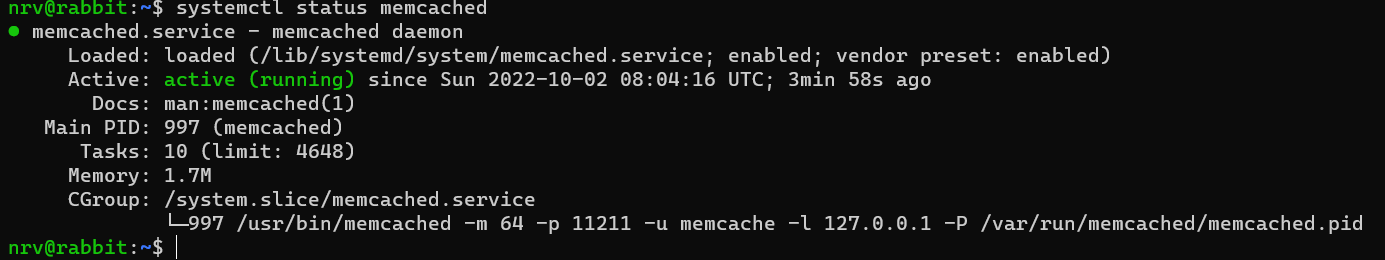 nrv@rabbit:~$ systemctl status memcached
● memcached.service - memcached daemon
     Loaded: loaded (/lib/systemd/system/memcached.service; enabled; vendor preset: enabled)
     Active: active (running) since Sun 2022-10-02 08:04:16 UTC; 3min 58s ago
       Docs: man:memcached(1)
   Main PID: 997 (memcached)
      Tasks: 10 (limit: 4648)
     Memory: 1.7M
     CGroup: /system.slice/memcached.service
             └─997 /usr/bin/memcached -m 64 -p 11211 -u memcache -l 127.0.0.1 -P /var/run/memcached/memcached.pid
nrv@rabbit:~$